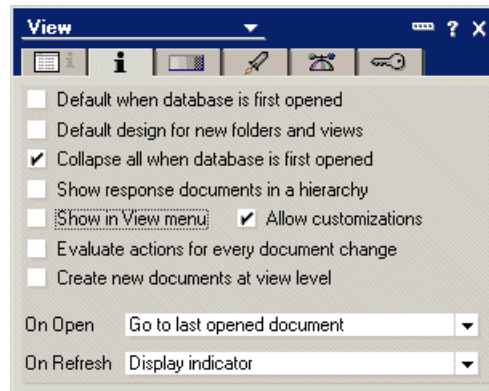 View ?
i i
Default when database is first opened
Default design for new folders and views
Collapse all when database is first opened
Show response documents in a hierarchy
Show in View menu Allow customizations
Evaluate actions for every document change
Create new documents at view level
On Open Go to last opened document
On Refresh Display indicator